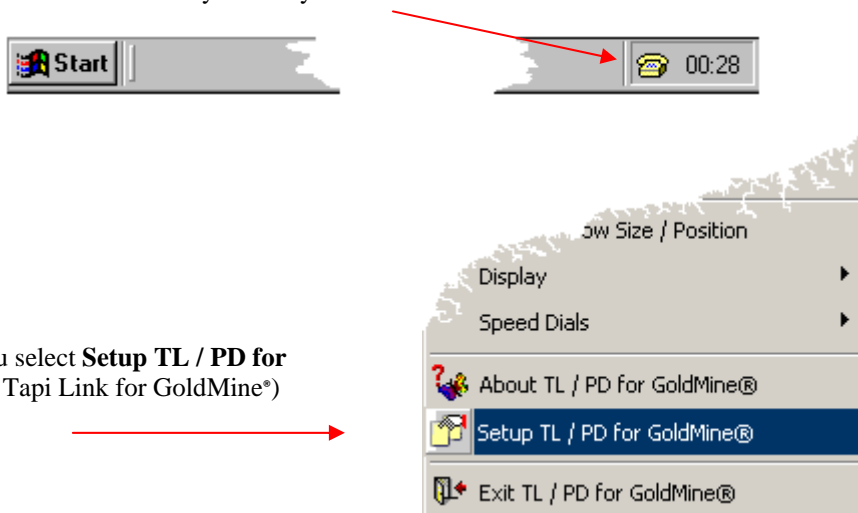 Start
00:28
Size / Position
Display
Speed Dials
u select Setup TL / PD for
Tapi Link for GoldMine®)
About TL / PD for GoldMine®
Setup TL / PD for GoldMine®
Exit TL / PD for GoldMine®